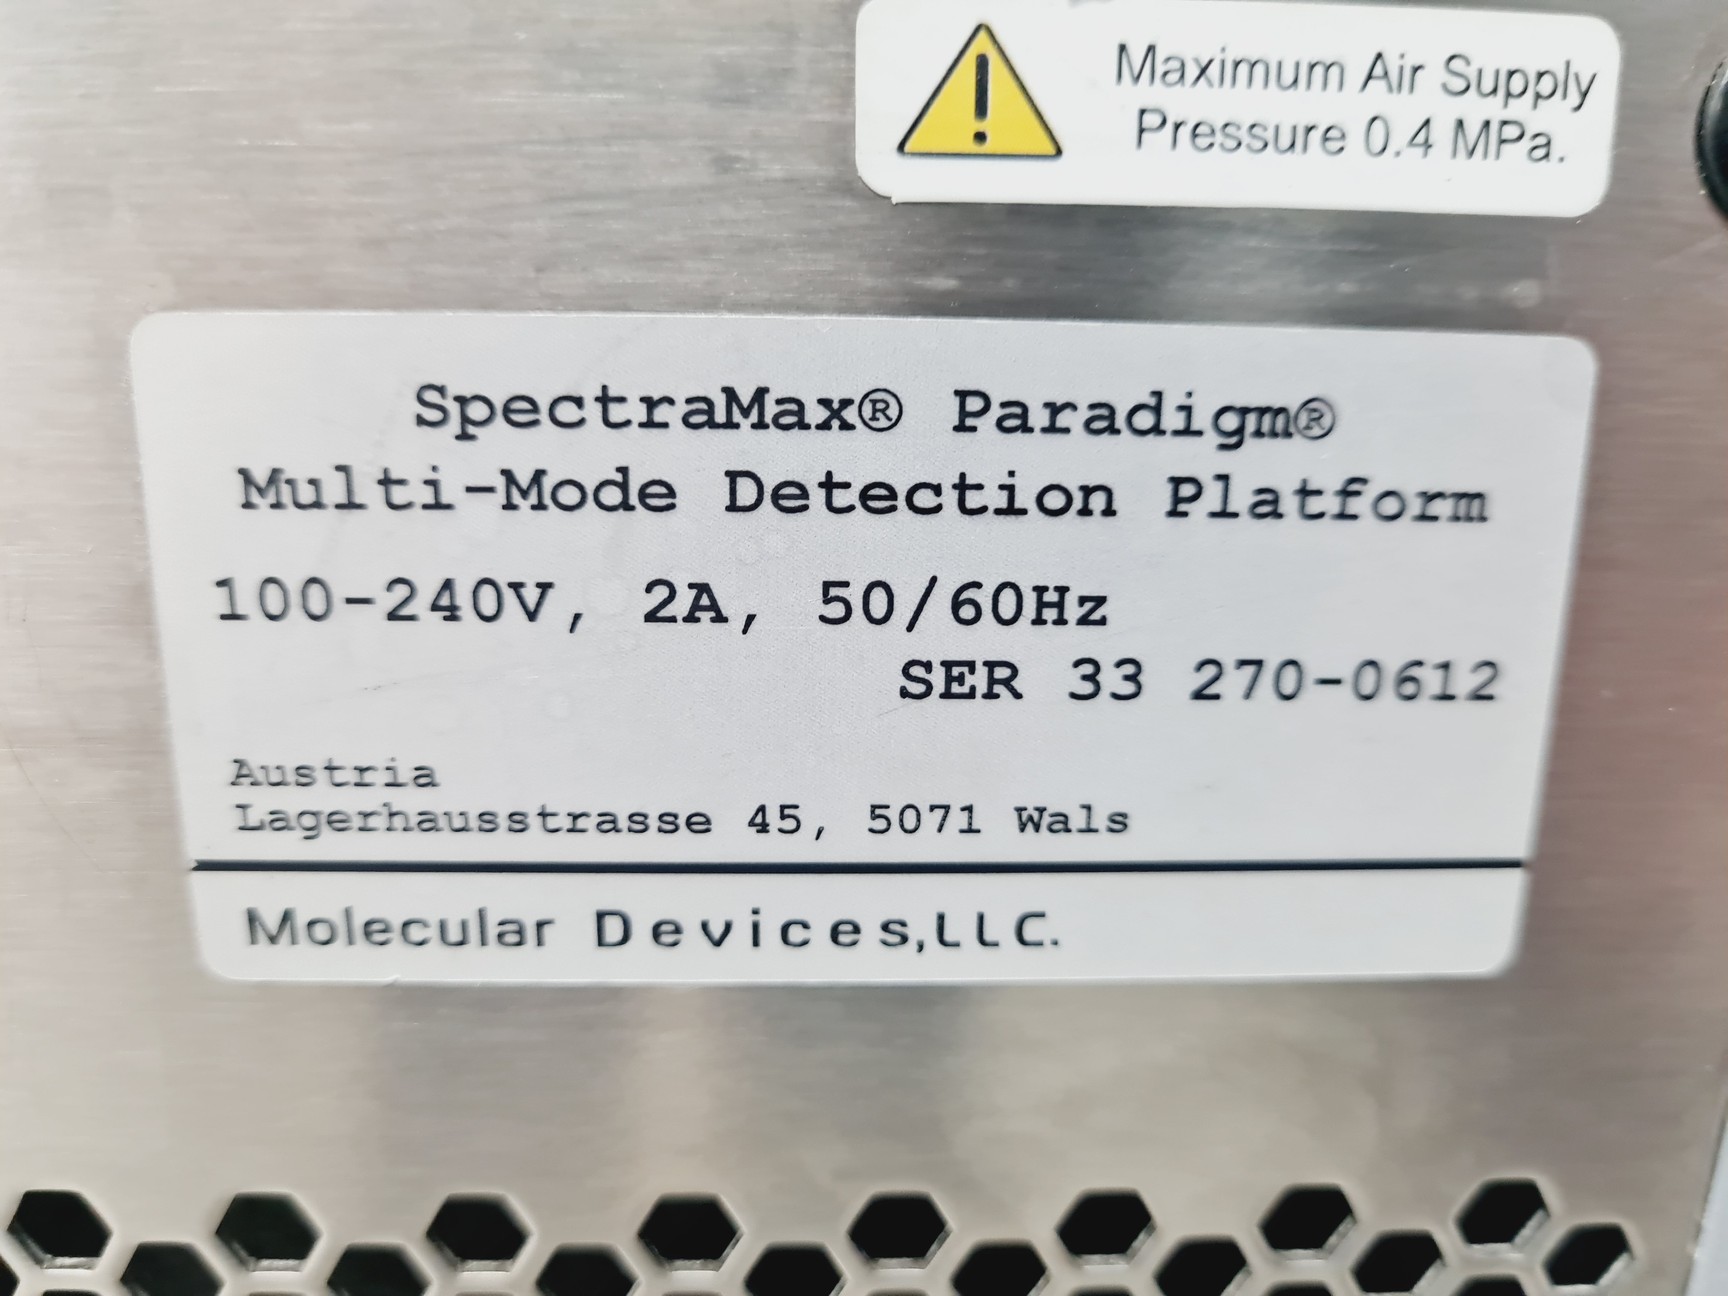 Maximum Air Supply
Pressure 0.4 MPa.
SpectraMax® Paradigm®
Multi-Mode Detection Platform
100-240V, 2A, 50/60Hz
SER 33 270-0612
Austria
Lagerhausstrasse 45, 5071 Wals
Molecular Devices,LLC.